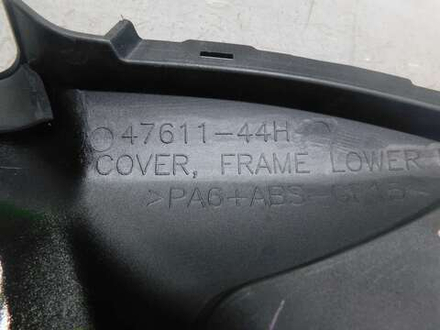 47611-44H
COVER, FRAME LOWER
>PA6+ABS-